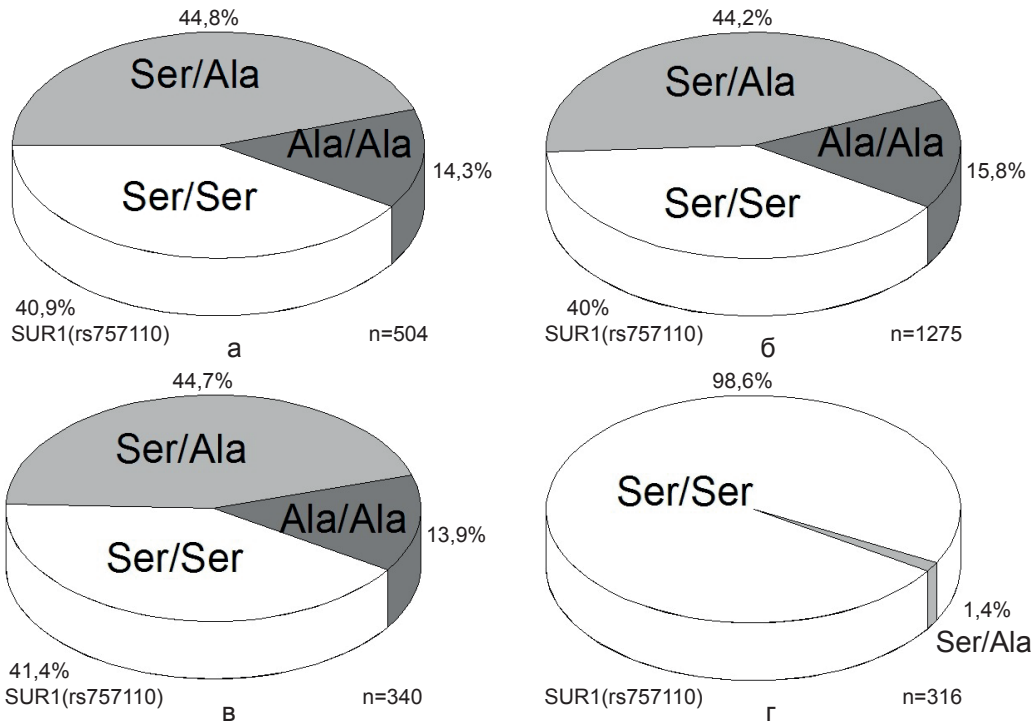 44,8%
Ser/Ala
Ala/Ala
14,3%
Ser/Ser
40,9%
SUR1(rs757110)
n=504
а
44,2%
Ser/Ala
Ala/Ala
15,8%
Ser/Ser
40%
SUR1(rs757110)
n=1275
б
44,7%
Ser/Ala
Ala/Ala
13,9%
Ser/Ser
41,4%
SUR1(rs757110)
n=340
в
98,6%
Ser/Ser
1,4%
Ser/Ala
SUR1(rs757110)
n=316
г